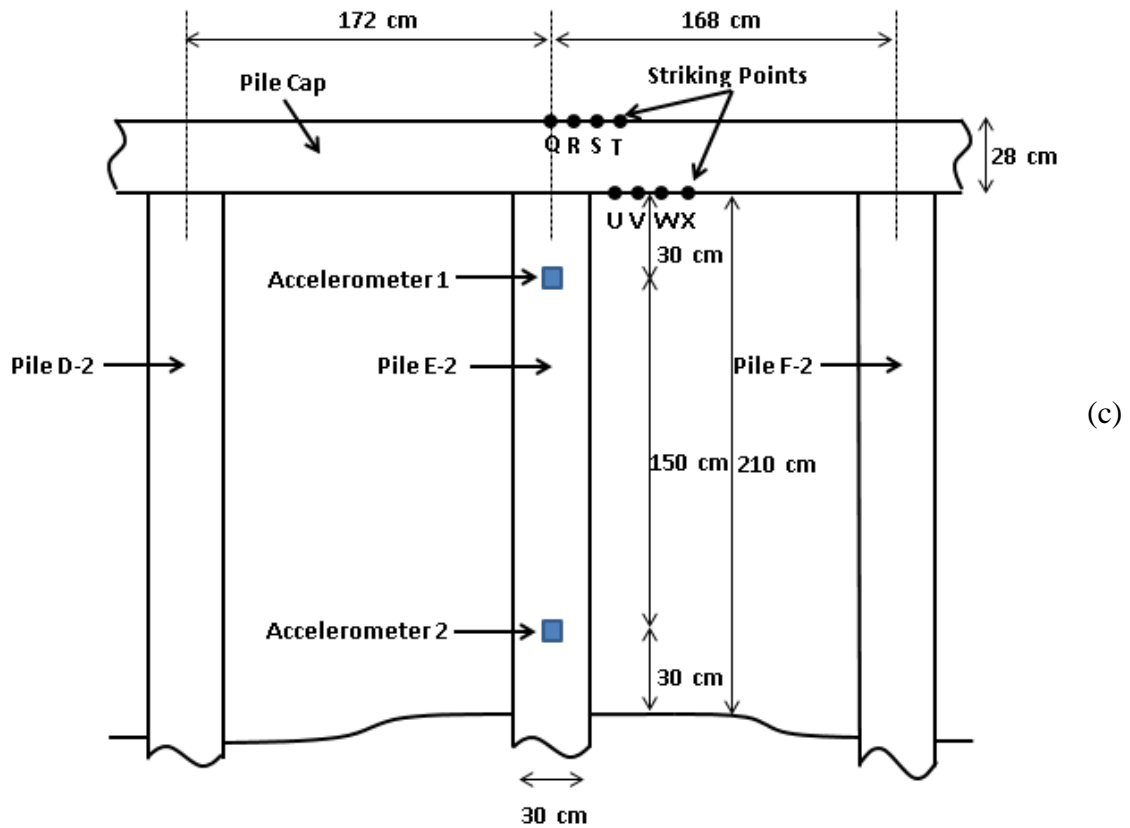 172 cm
168 cm
Pile Cap
Striking Points
Q R S T
28 cm
U V W X
30 cm
Accelerometer 1
Pile D-2
Pile E-2
Pile F-2
(c)
150 cm
210 cm
Accelerometer 2
30 cm
30 cm